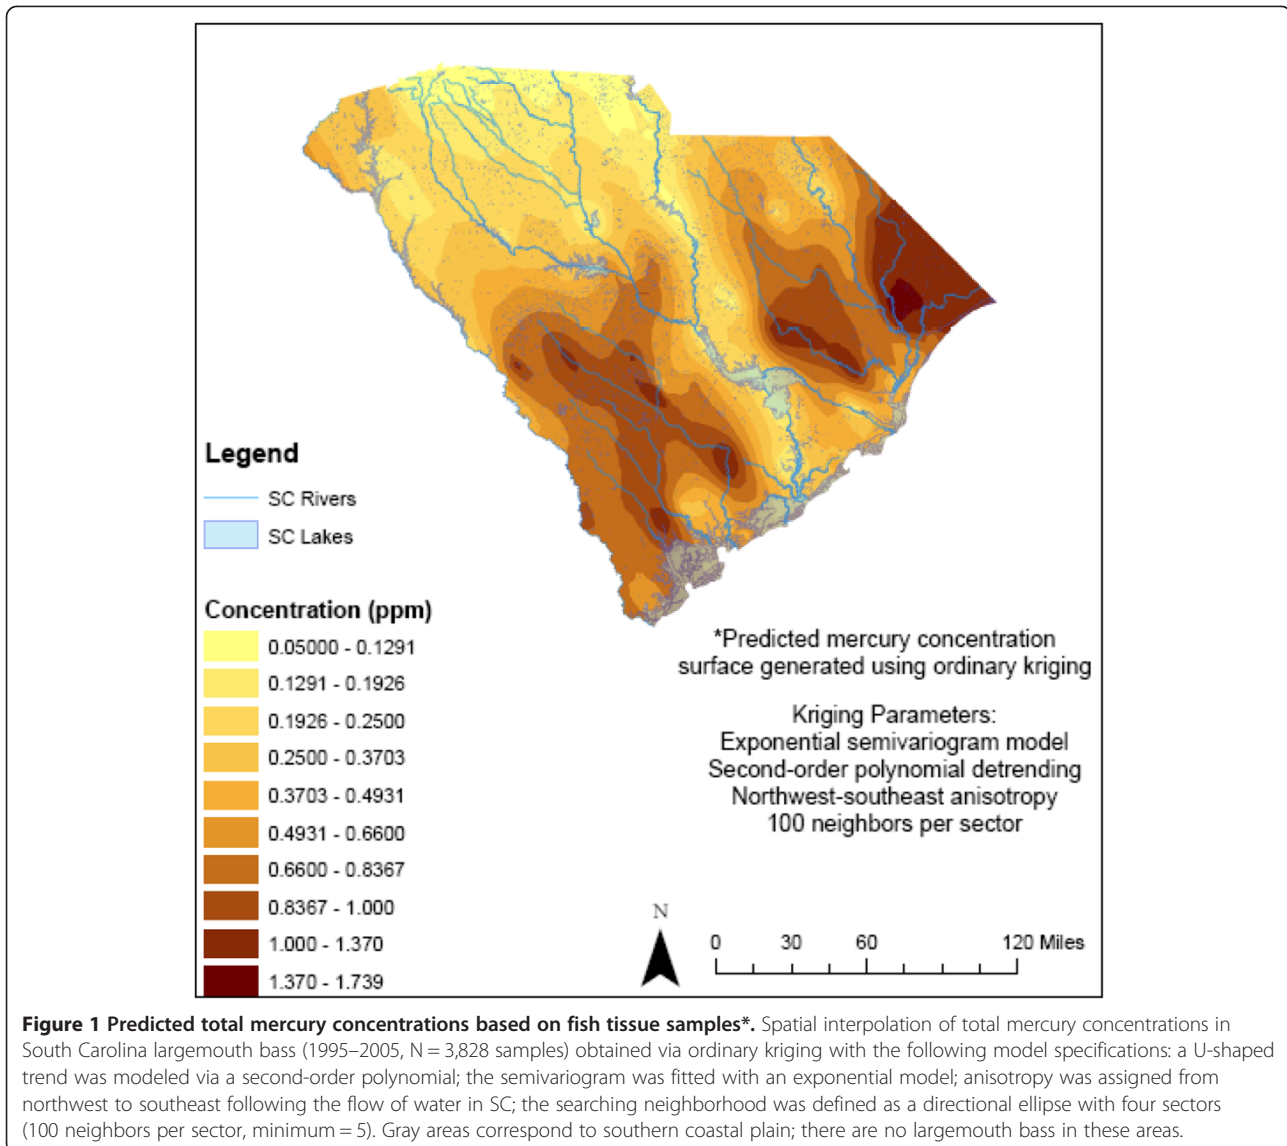 Legend
SC Rivers
SC Lakes
Concentration (ppm)
0.05000 - 0.1291
0.1291 - 0.1926
0.1926 - 0.2500
0.2500 - 0.3703
0.3703 - 0.4931
0.4931 - 0.6600
0.6600 - 0.8367
0.8367 - 1.000
1.000 - 1.370
1.370 - 1.739
*Predicted mercury concentration
surface generated using ordinary kriging
Kriging Parameters:
Exponential semivariogram model
Second-order polynomial detrending
Northwest-southeast anisotropy
100 neighbors per sector
N
0 30 60 120 Miles
Figure 1 Predicted total mercury concentrations based on fish tissue samples*. Spatial interpolation of total mercury concentrations in
South Carolina largemouth bass (1995–2005, N = 3,828 samples) obtained via ordinary kriging with the following model specifications: a U-shaped
trend was modeled via a second-order polynomial; the semivariogram was fitted with an exponential model; anisotropy was assigned from
northwest to southeast following the flow of water in SC; the searching neighborhood was defined as a directional ellipse with four sectors
(100 neighbors per sector, minimum = 5). Gray areas correspond to southern coastal plain; there are no largemouth bass in these areas.